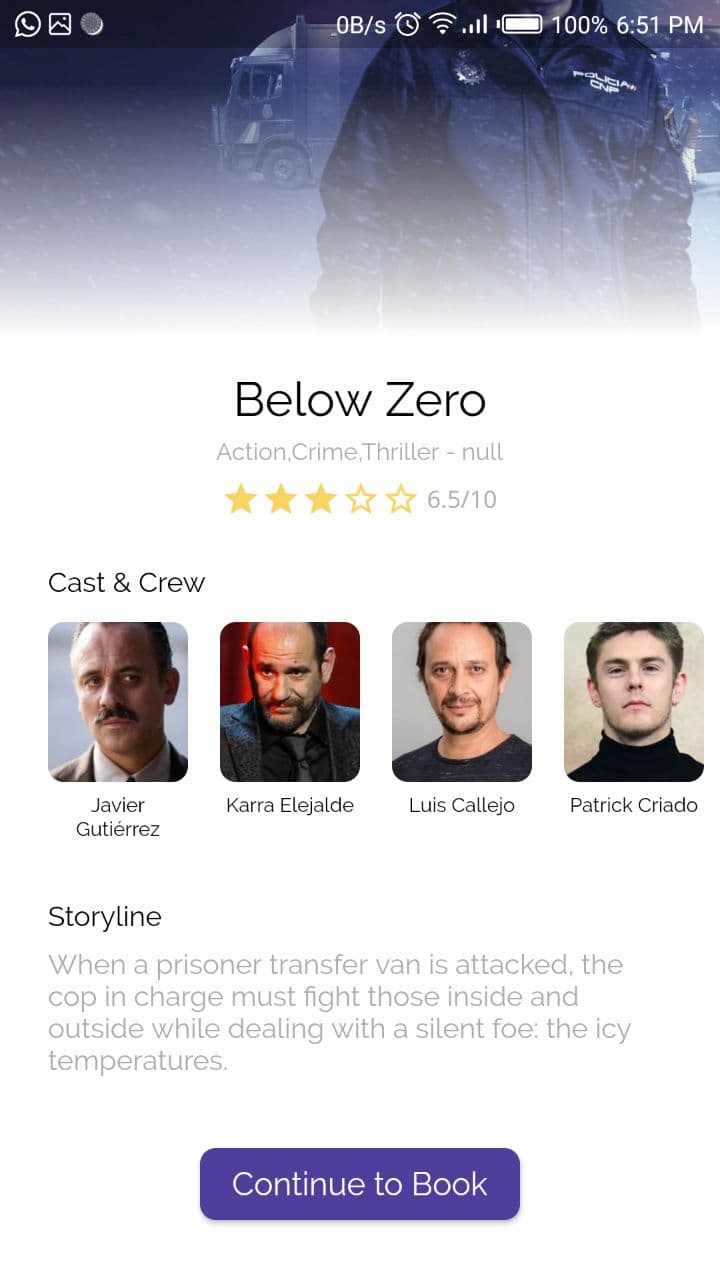 0B/s 100% 6:51 PM
POLICIA
CNP
Below Zero
Action,Crime,Thriller - null
6.5/10
Cast & Crew
Javier
Gutiérrez
Karra Elejalde
Luis Callejo
Patrick Criado
Storyline
When a prisoner transfer van is attacked, the
cop in charge must fight those inside and
outside while dealing with a silent foe: the icy
temperatures.
Continue to Book